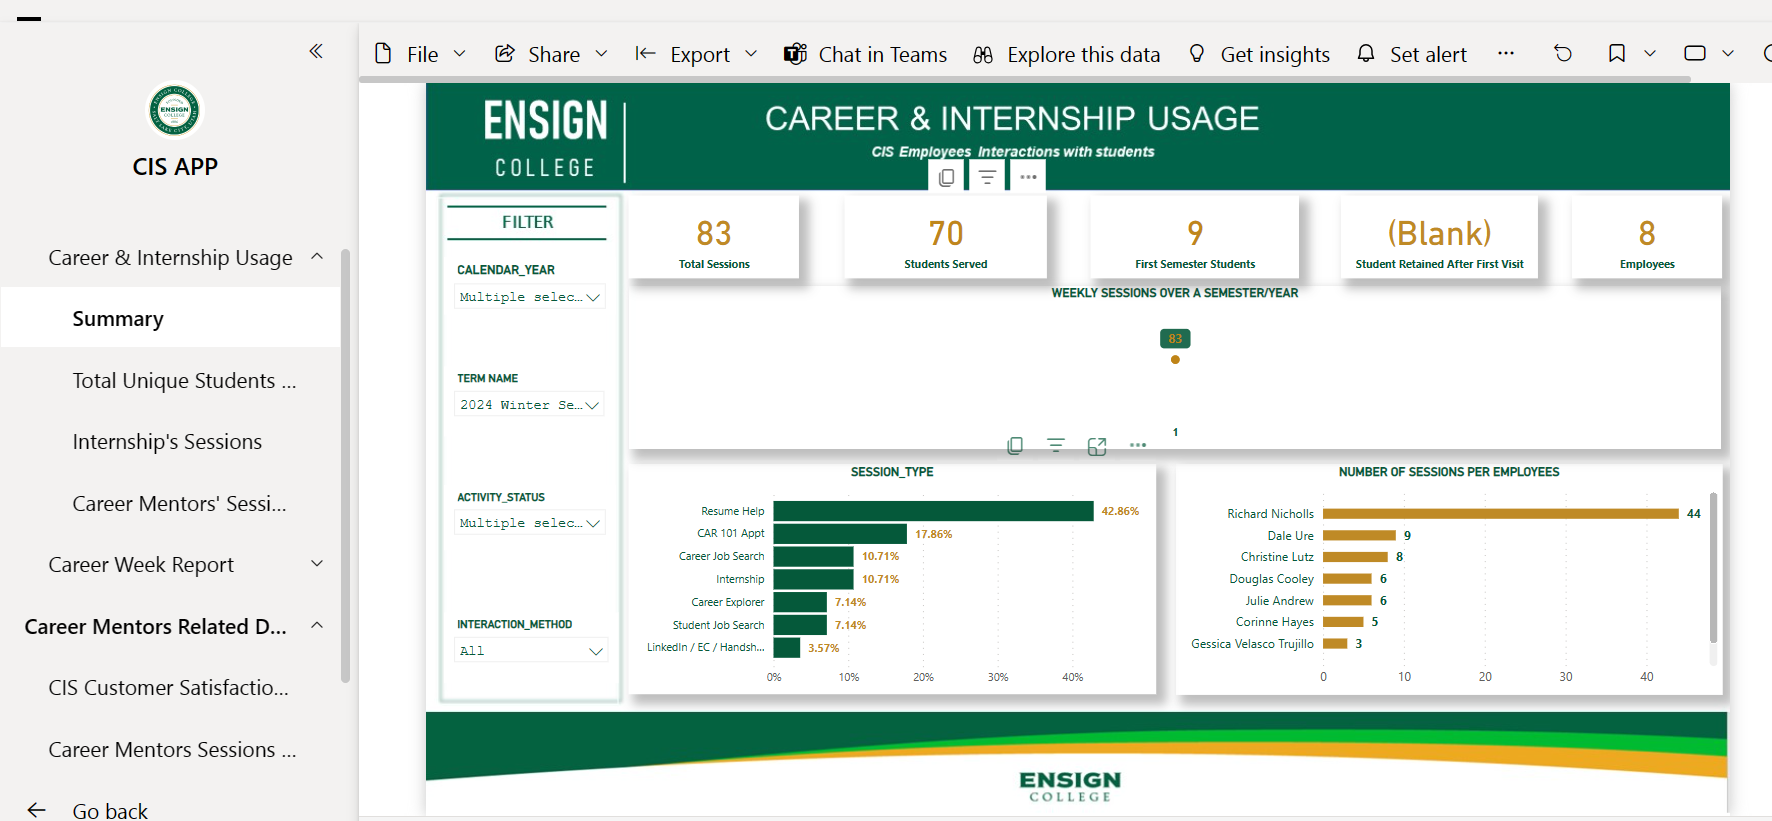 CIS APP
Career & Internship Usage
Summary
Total Unique Students ...
Internship's Sessions
Career Mentors' Sessi...
Career Week Report
Career Mentors Related D...
CIS Customer Satisfactio...
Career Mentors Sessions ...
Go back
File
Share
Export
Chat in Teams
Explore this data
Get insights
Set alert
ENSIGN
COLLEGE
CAREER & INTERNSHIP USAGE
CIS Employees Interactions with students
FILTER
CALENDAR_YEAR
Multiple selec...
TERM NAME
2024 Winter Se...
ACTIVITY_STATUS
Multiple selec...
INTERACTION_METHOD
All
83
Total Sessions
70
Students Served
9
First Semester Students
(Blank)
Student Retained After First Visit
8
Employees
WEEKLY SESSIONS OVER A SEMESTER/YEAR
83
1
SESSION_TYPE
Resume Help 42.86%
CAR 101 Appt 17.86%
Career Job Search 10.71%
Internship 10.71%
Career Explorer 7.14%
Student Job Search 7.14%
LinkedIn / EC / Handsh... 3.57%
0% 10% 20% 30% 40%
NUMBER OF SESSIONS PER EMPLOYEES
Richard Nicholls 44
Dale Ure 9
Christine Lutz 8
Douglas Cooley 6
Julie Andrew 6
Corinne Hayes 5
Gessica Velasco Trujillo 3
0 10 20 30 40
ENSIGN
COLLEGE